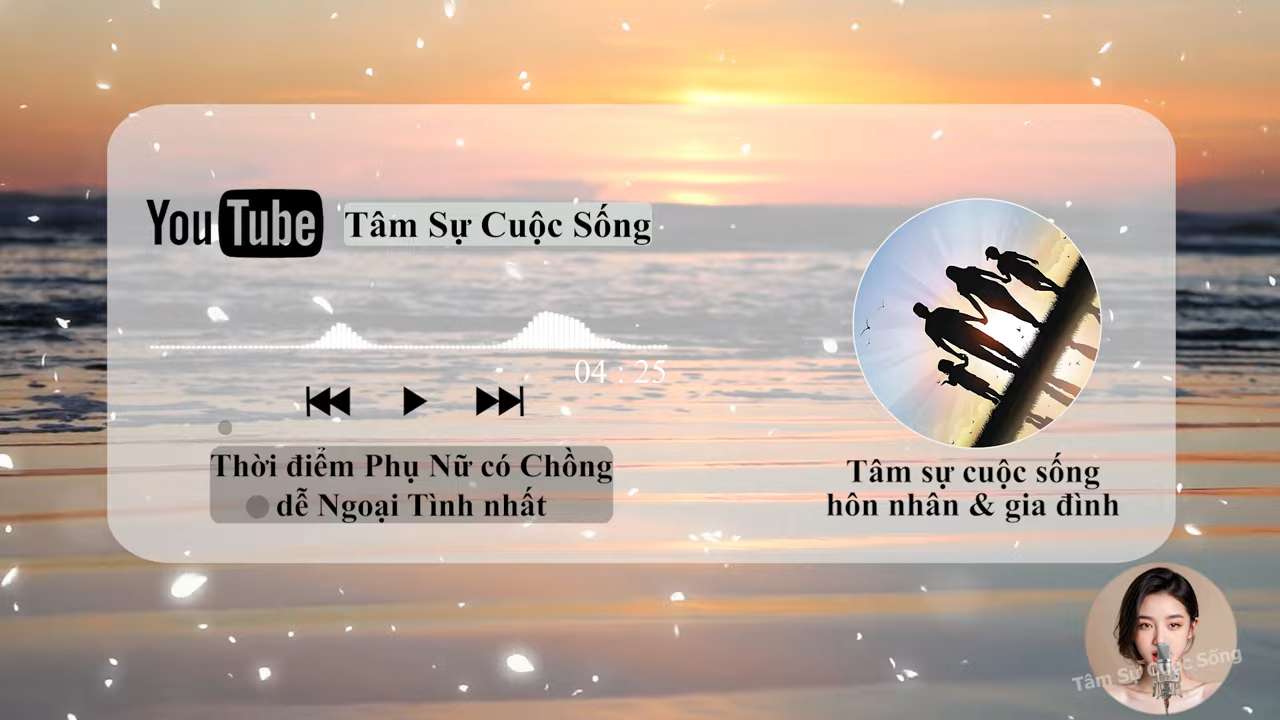 YouTube
Tâm Sự Cuộc Sống
04 : 25
Thời điểm Phụ Nữ có Chồng
dễ Ngoại Tình nhất
Tâm sự cuộc sống
hôn nhân & gia đình
Tâm Sự Cuộc Sống